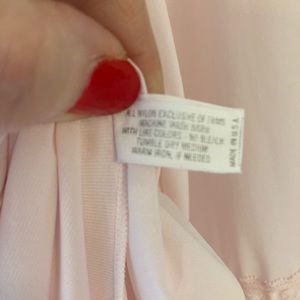 ALL NYLON EXCLUSIVE OF TRIMS
MACHINE WASH WARM
WITH LIKE COLORS - NO BLEACH
TUMBLE DRY MEDIUM
WARM IRON, IF NEEDED